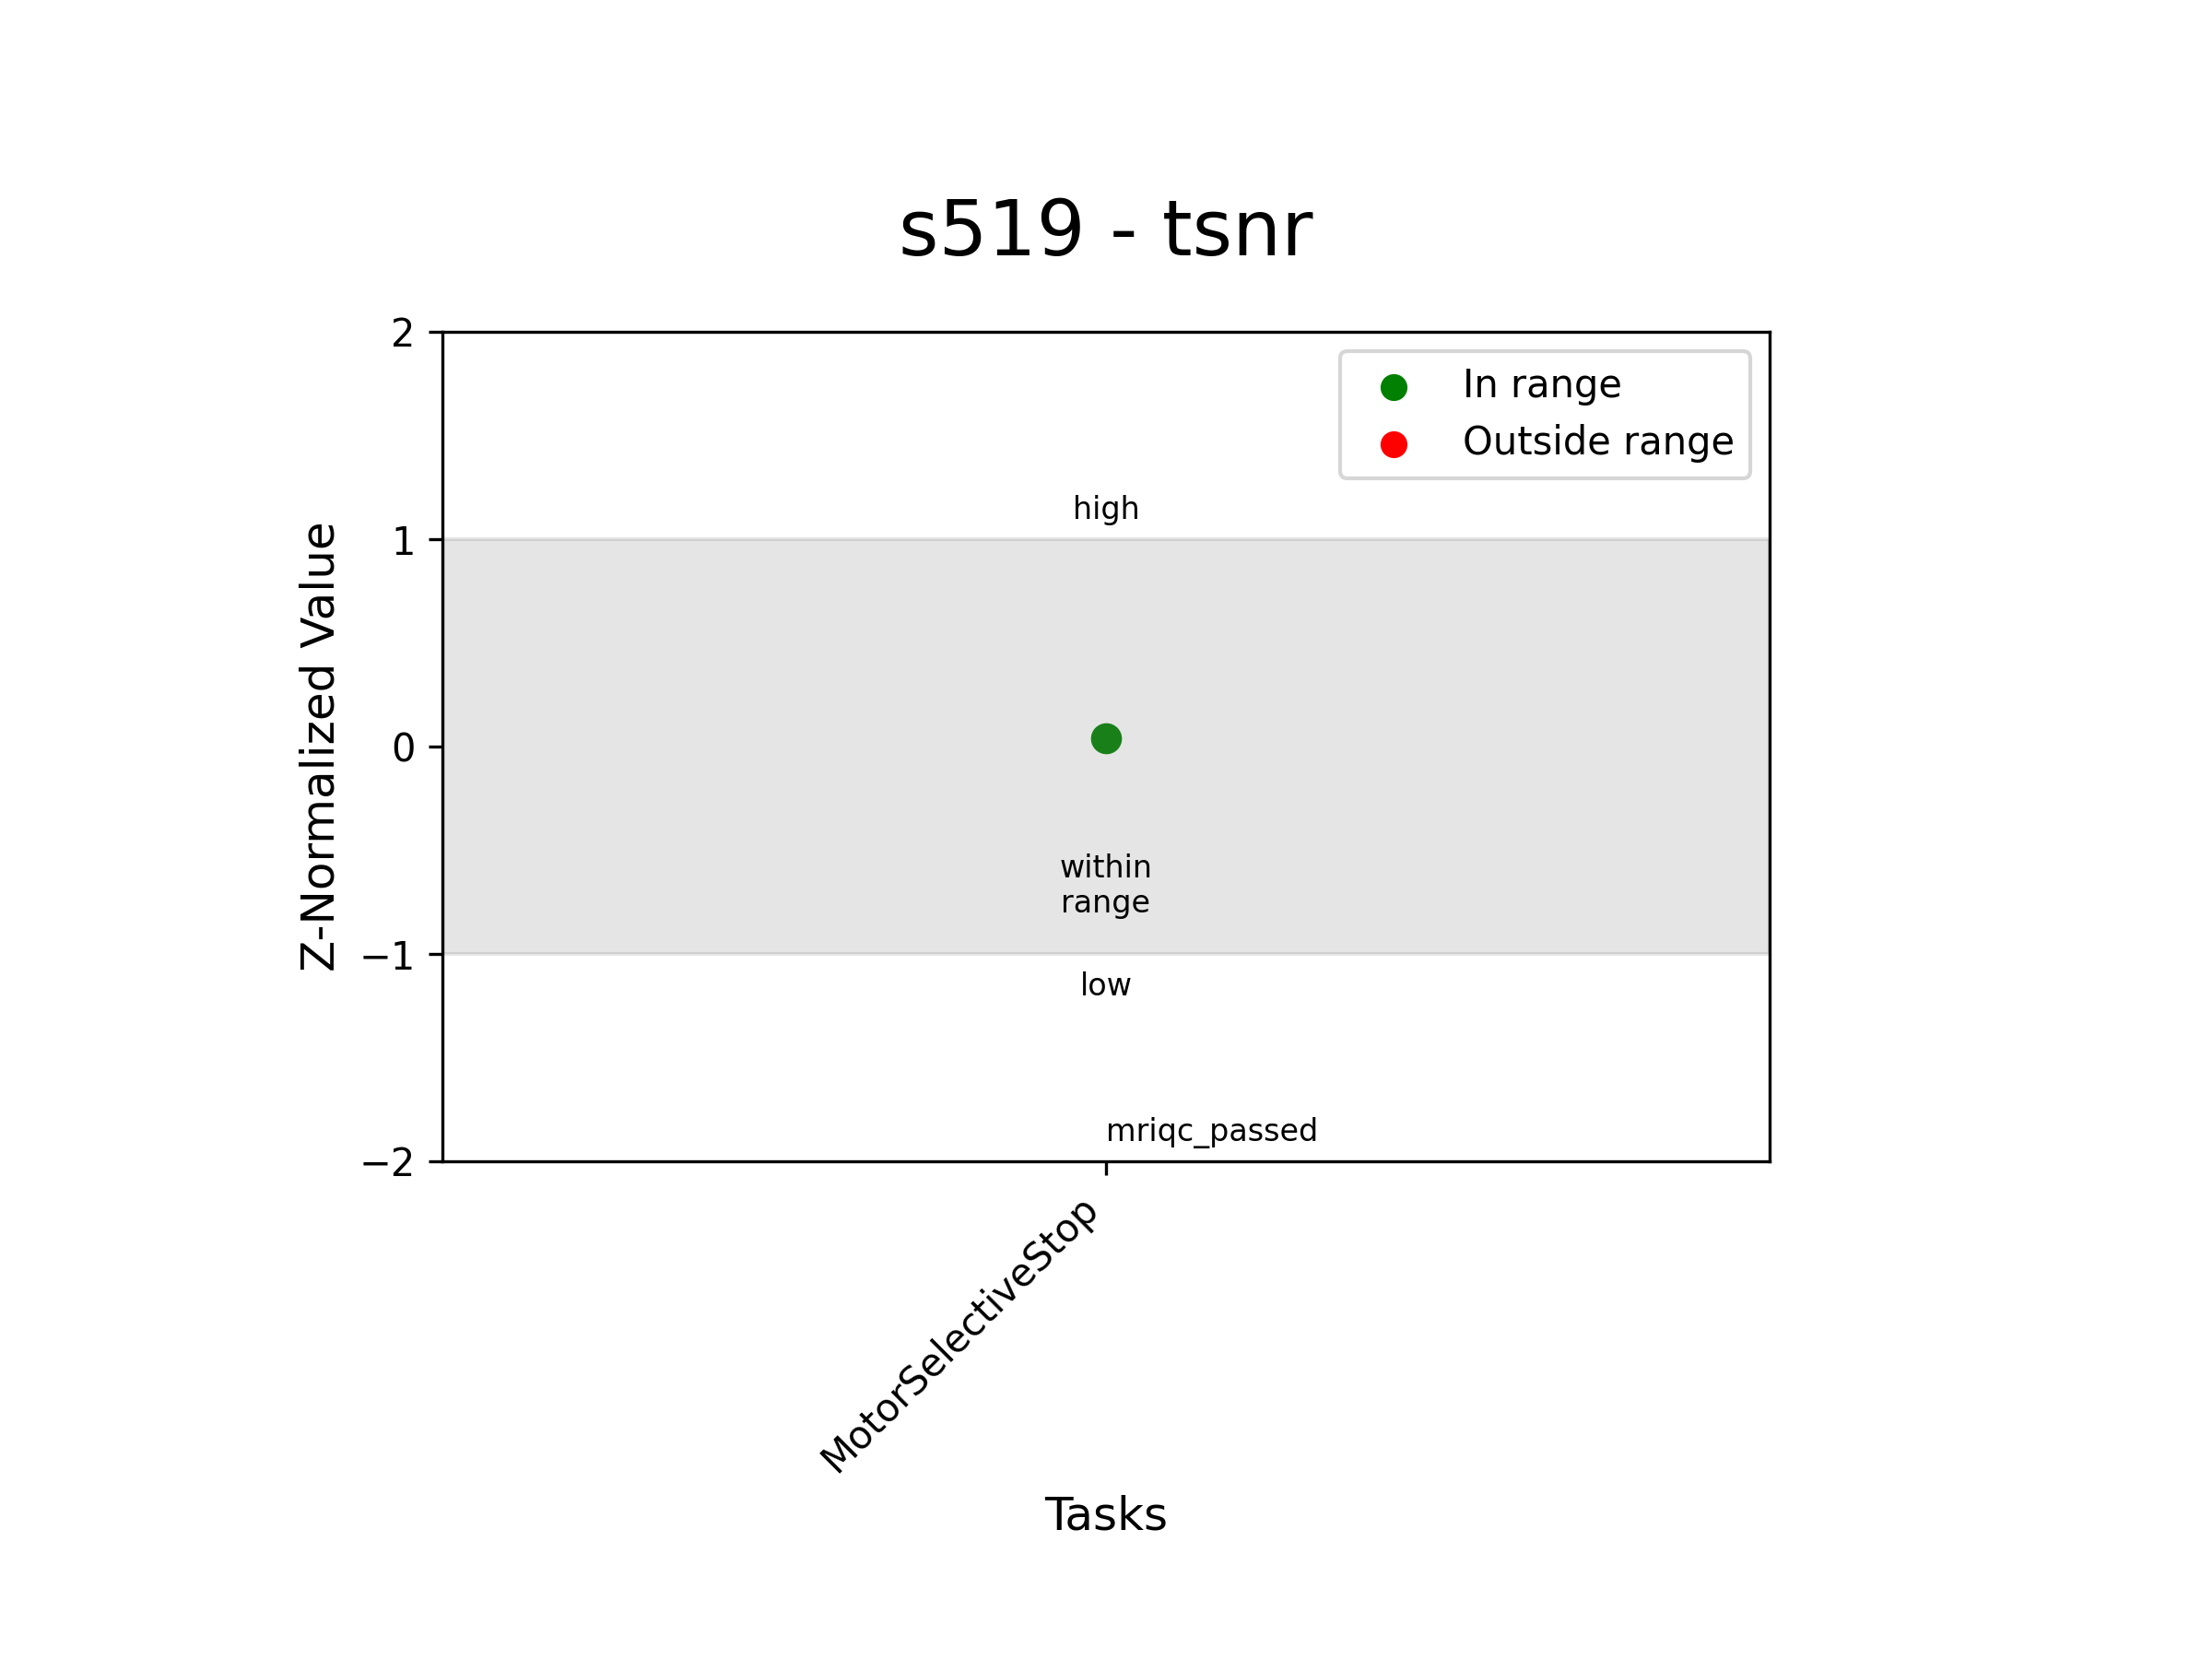 s519 - tsnr
2
In range
Outside range
high
1
Z-Normalized Value
0
within
range
−1
low
mriqc_passed
−2
MotorSelectiveStop
Tasks